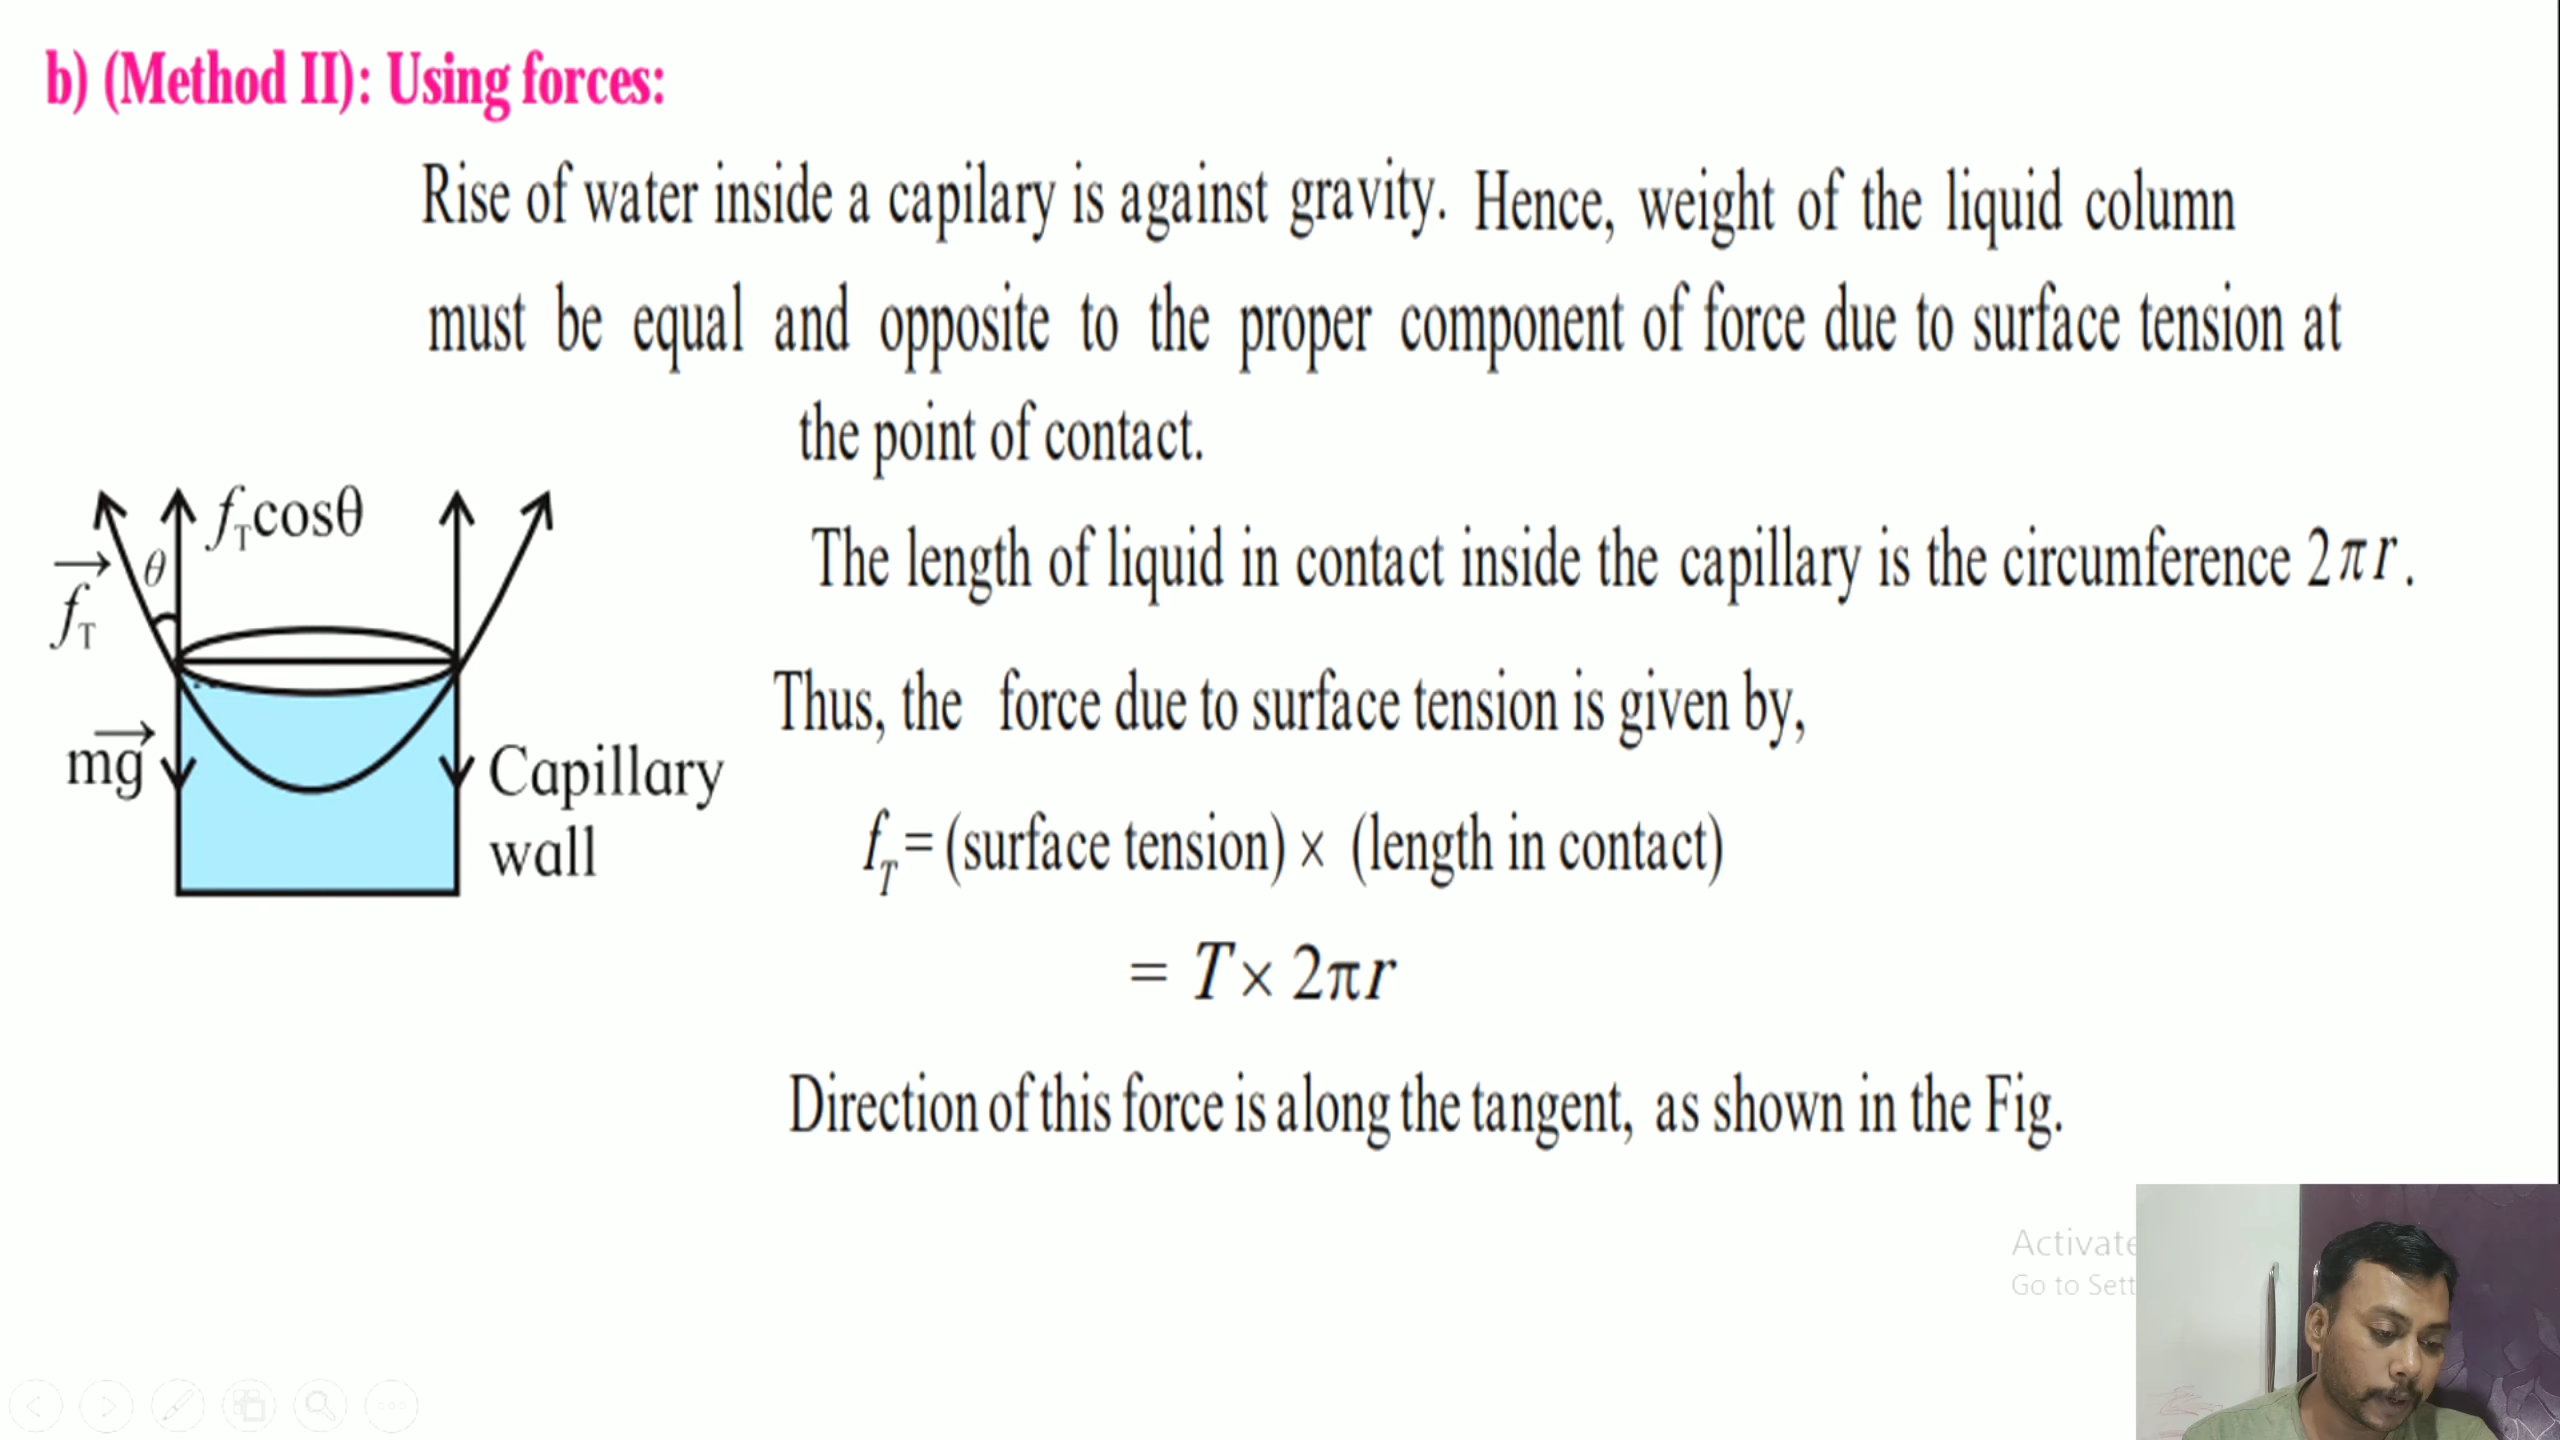 b) (Method II): Using forces:
Rise of water inside a capilary is against gravity. Hence, weight of the liquid column
must be equal and opposite to the proper component of force due to surface tension at
the point of contact.
The length of liquid in contact inside the capillary is the circumference 2πr.
Thus, the force due to surface tension is given by,
f_T = (surface tension) × (length in contact)
= T × 2πr
Direction of this force is along the tangent, as shown in the Fig.
f_T cosθ
θ
f_T
mg
Capillary
wall
Activate
Go to Sett